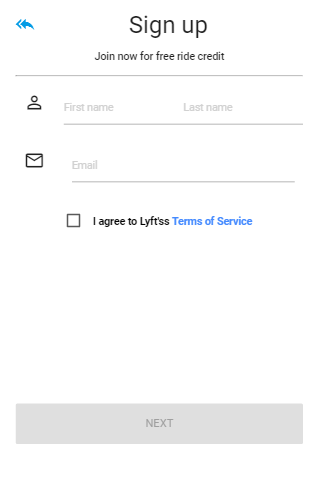 Sign up
Join now for free ride credit
First name Last name
Email
I agree to Lyft'ss Terms of Service
NEXT